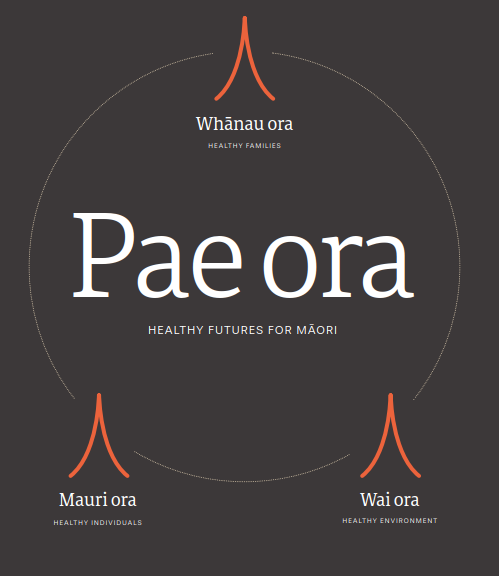 Whānau ora
HEALTHY FAMILIES
Pae ora
HEALTHY FUTURES FOR MĀORI
Mauri ora
HEALTHY INDIVIDUALS
Wai ora
HEALTHY ENVIRONMENT